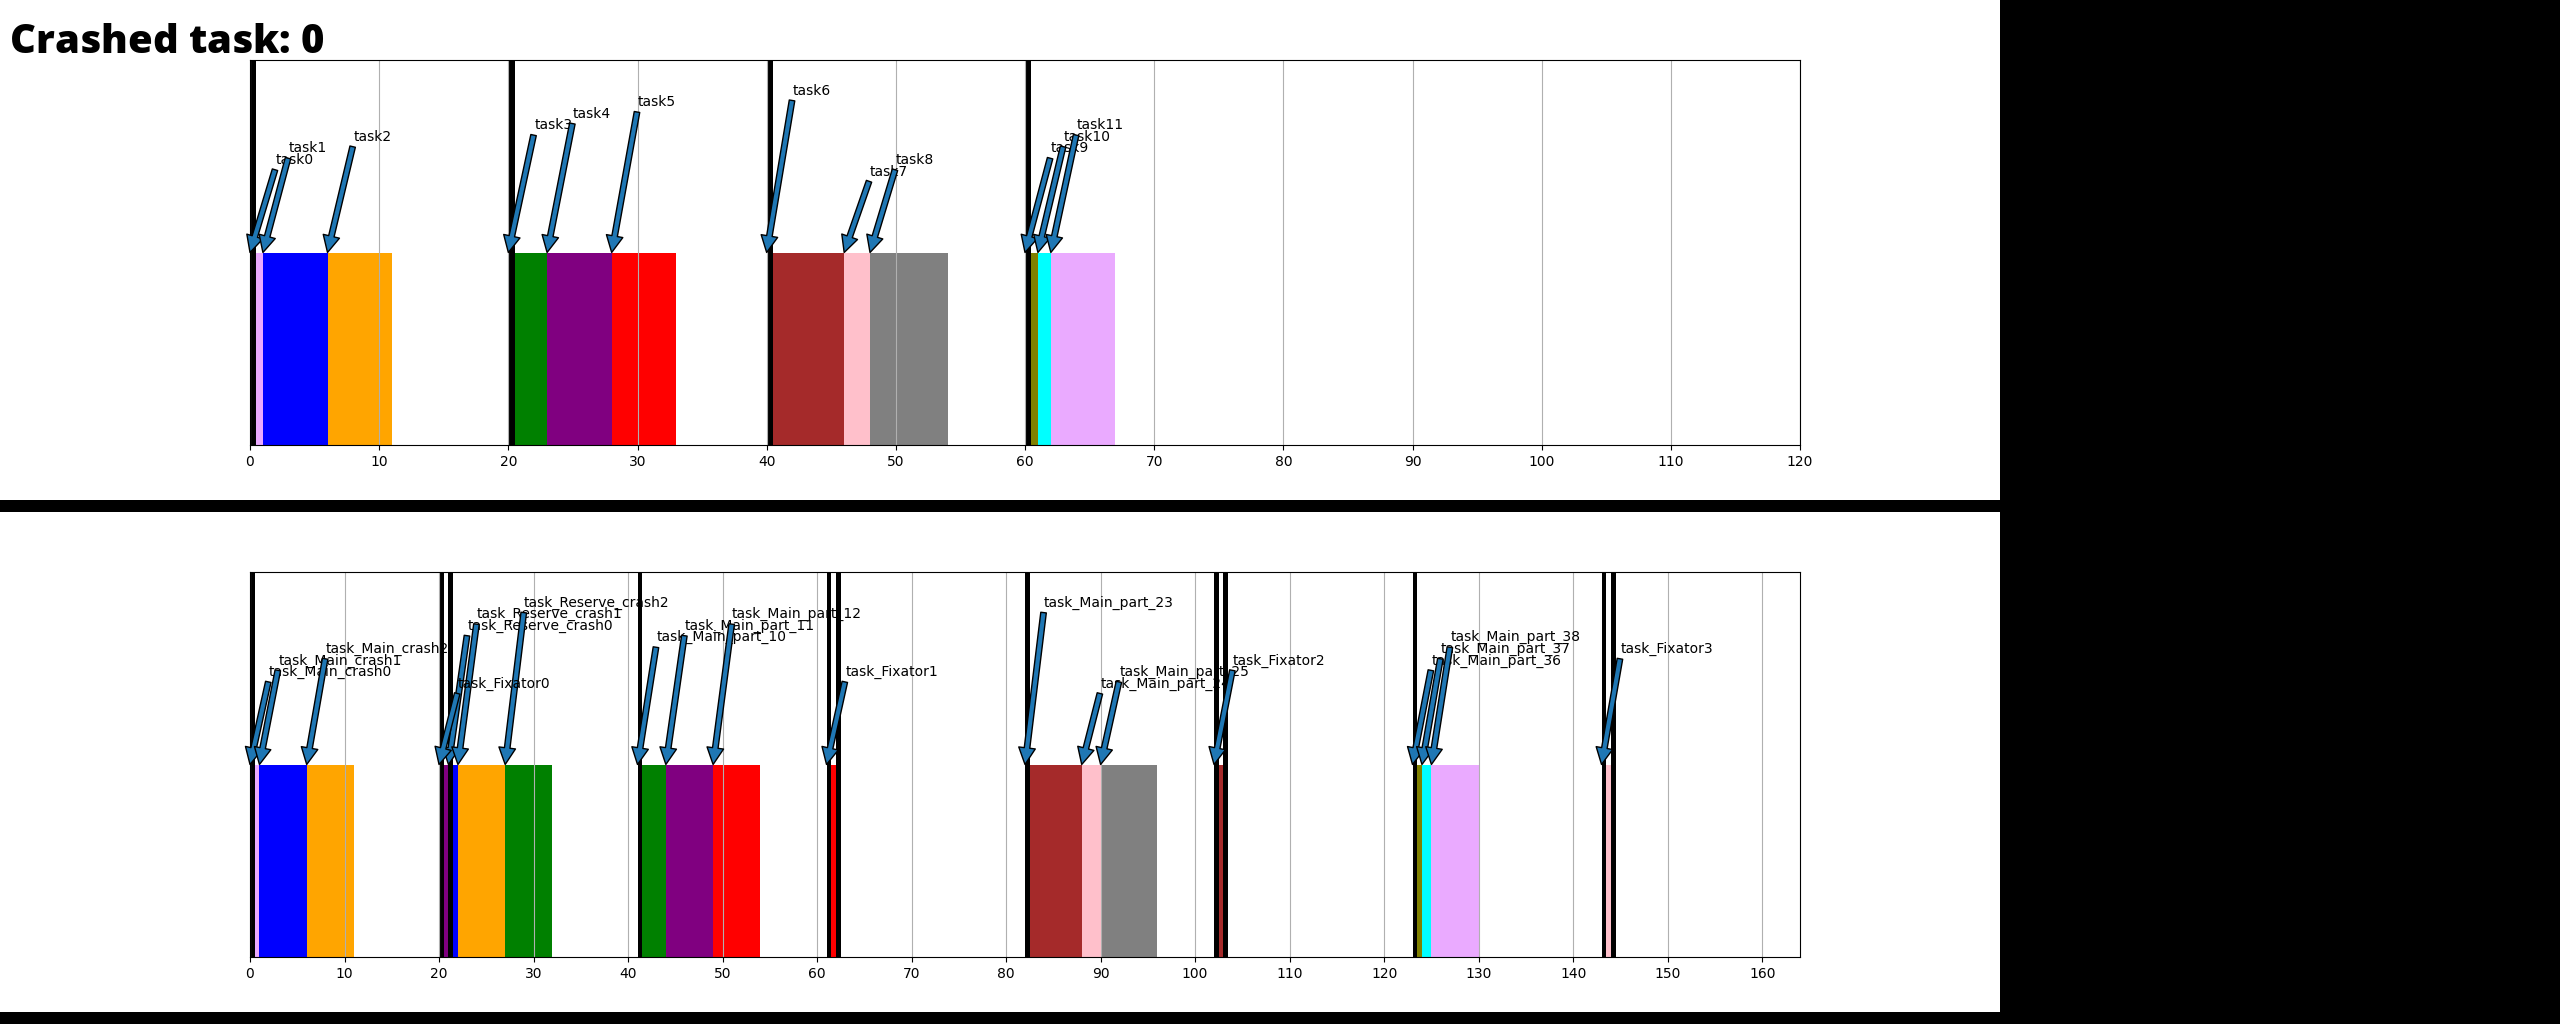 Crashed task: 0
task6
task5
task4
task3
task11
task10
task2
task1
task0
task8
0 10 20 30 40 50 60 70 80 90 100 110 120
task_Reserve_crash2
task_Reserve_crash1
task_Reserve_crash0
task_Main_part_12
task_Main_part_11
task_Main_part_10
task_Main_part_23
task_Main_part_38
task_Main_part_37
task_Main_part_36
task_Main_crash2
task_Main_crash1
task_Main_crash0
task_Fixator0
task_Fixator1
task_Main_part_25
task_Fixator2
task_Fixator3
0 10 20 30 40 50 60 70 80 90 100 110 120 130 140 150 160